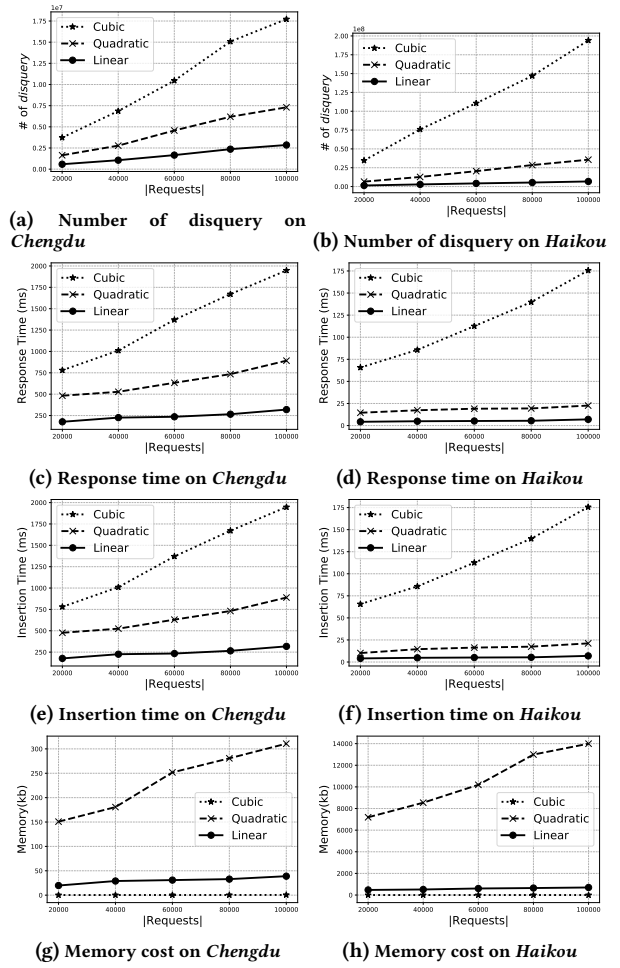 1e7
1.75
1.50
1.25
1.00
0.75
0.50
0.25
0.00
# of disquery
Cubic
Quadratic
Linear
20000 40000 60000 80000 100000
|Requests|
(a) Number of disquery on
Chengdu
1e8
2.00
1.75
1.50
1.25
1.00
0.75
0.50
0.25
0.00
# of disquery
Cubic
Quadratic
Linear
20000 40000 60000 80000 100000
|Requests|
(b) Number of disquery on Haikou
2000
1750
1500
1250
1000
750
500
250
Response Time (ms)
Cubic
Quadratic
Linear
20000 40000 60000 80000 100000
|Requests|
(c) Response time on Chengdu
175
150
125
100
75
50
25
0
Response Time (ms)
Cubic
Quadratic
Linear
20000 40000 60000 80000 100000
|Requests|
(d) Response time on Haikou
2000
1750
1500
1250
1000
750
500
250
Insertion Time (ms)
Cubic
Quadratic
Linear
20000 40000 60000 80000 100000
|Requests|
(e) Insertion time on Chengdu
175
150
125
100
75
50
25
0
Insertion Time (ms)
Cubic
Quadratic
Linear
20000 40000 60000 80000 100000
|Requests|
(f) Insertion time on Haikou
300
250
200
150
100
50
0
Memory(kb)
Cubic
Quadratic
Linear
20000 40000 60000 80000 100000
|Requests|
(g) Memory cost on Chengdu
14000
12000
10000
8000
6000
4000
2000
0
Memory(kb)
Cubic
Quadratic
Linear
20000 40000 60000 80000 100000
|Requests|
(h) Memory cost on Haikou